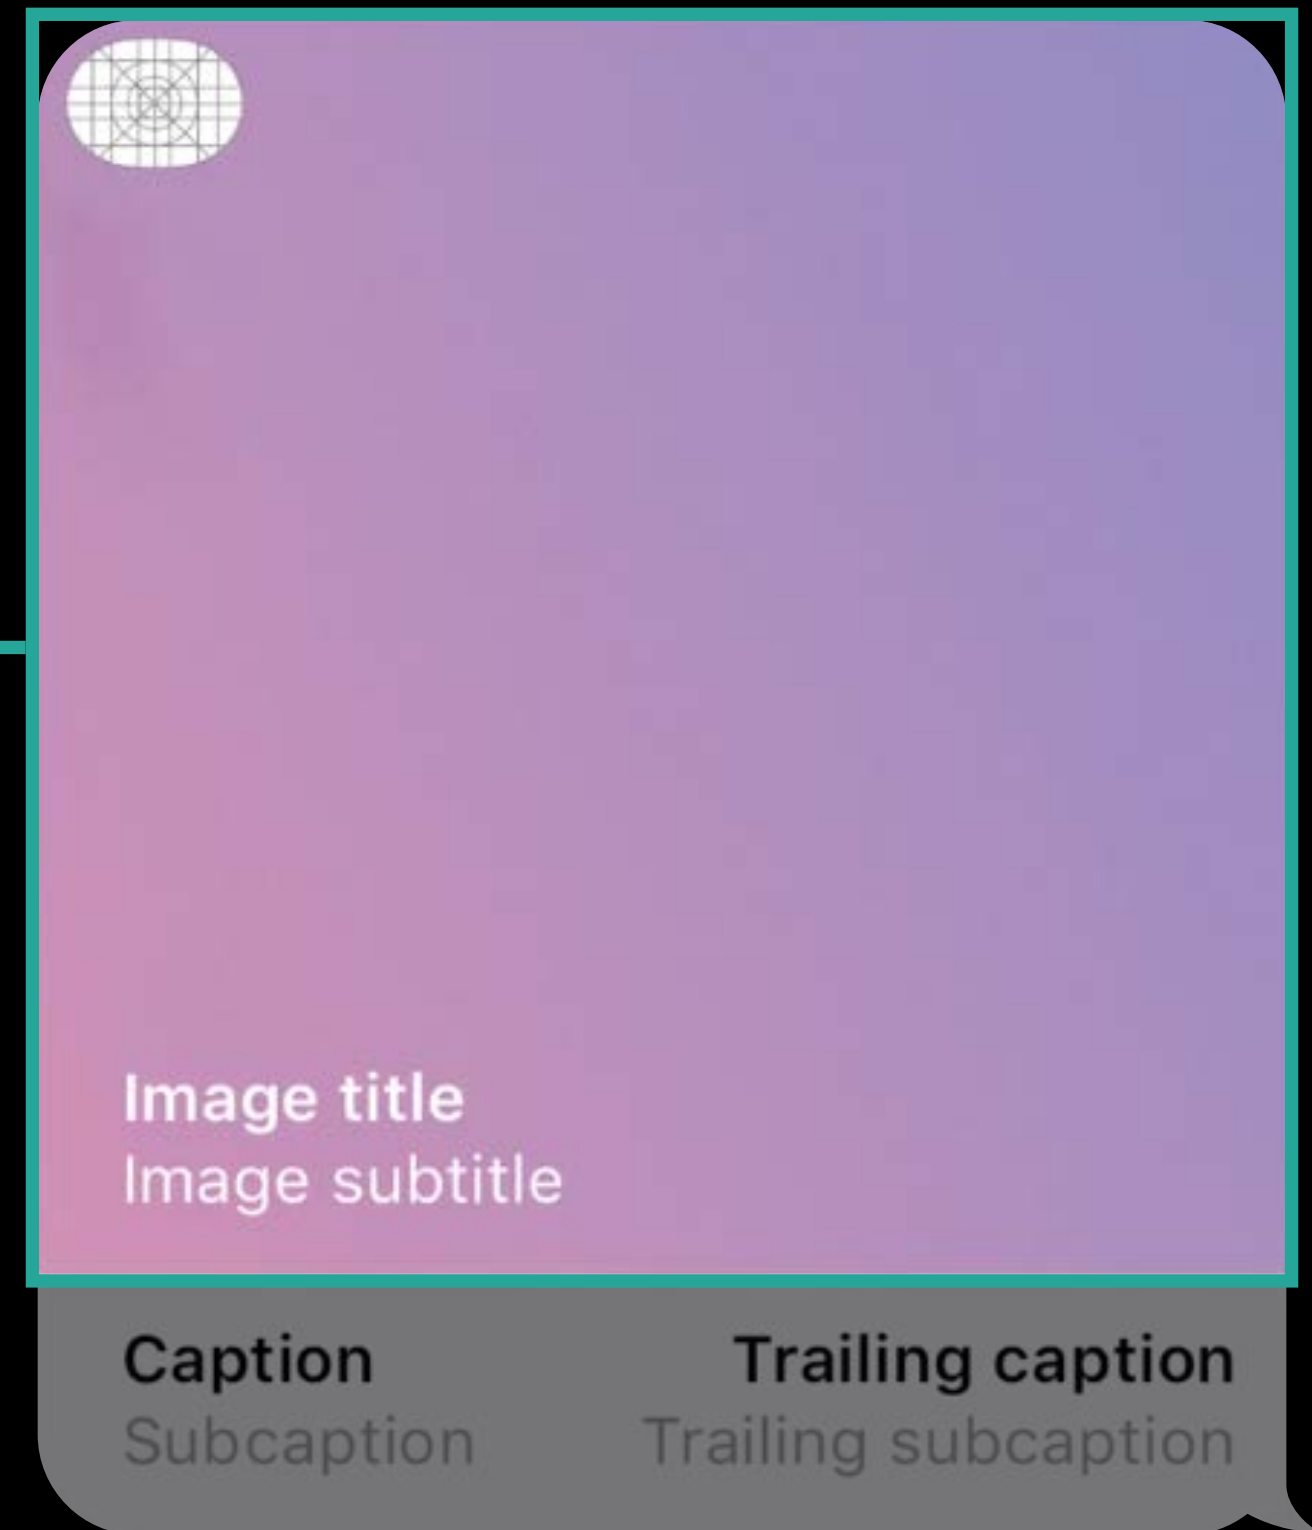 Image title
Image subtitle
Caption
Trailing caption
Subcaption
Trailing subcaption